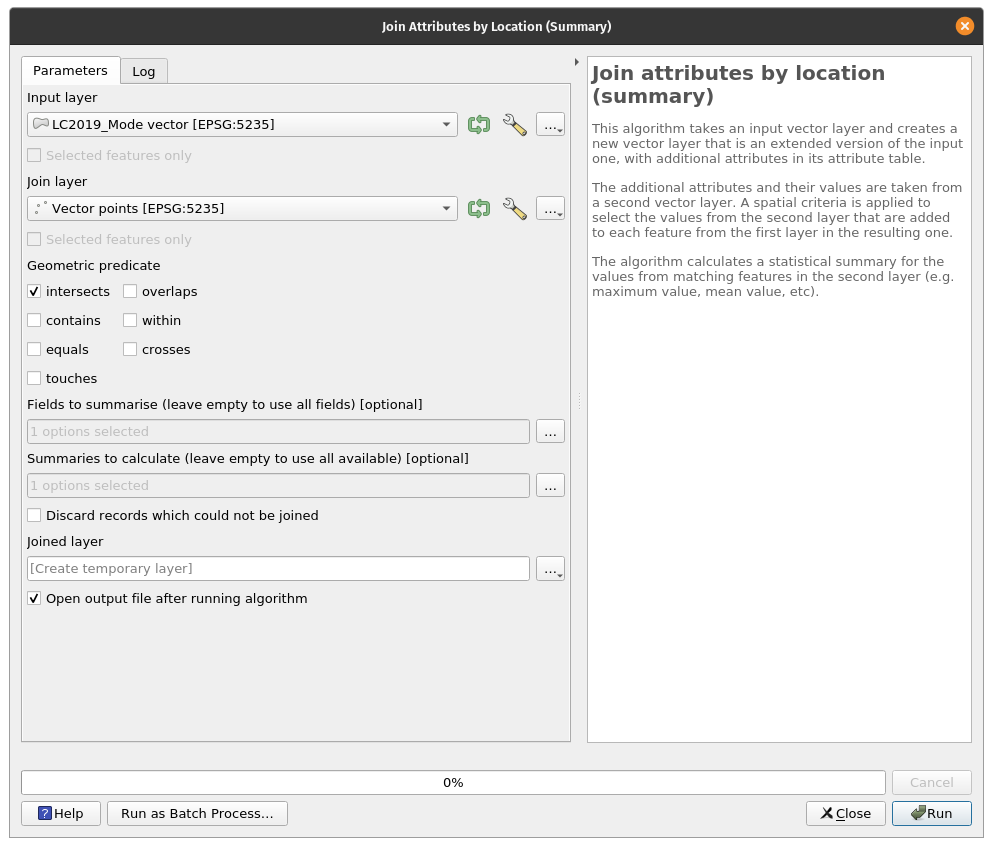 Join Attributes by Location (Summary)
Parameters
Log
Input layer
LC2019_Mode vector [EPSG:5235]
...
Selected features only
Join layer
Vector points [EPSG:5235]
...
Selected features only
Geometric predicate
intersects
overlaps
contains
within
equals
crosses
touches
Fields to summarise (leave empty to use all fields) [optional]
1 options selected
...
Summaries to calculate (leave empty to use all available) [optional]
1 options selected
...
Discard records which could not be joined
Joined layer
[Create temporary layer]
...
Open output file after running algorithm
Join attributes by location
(summary)
This algorithm takes an input vector layer and creates a
new vector layer that is an extended version of the input
one, with additional attributes in its attribute table.
The additional attributes and their values are taken from
a second vector layer. A spatial criteria is applied to
select the values from the second layer that are added
to each feature from the first layer in the resulting one.
The algorithm calculates a statistical summary for the
values from matching features in the second layer (e.g.
maximum value, mean value, etc).
0%
Cancel
? Help
Run as Batch Process...
Close
Run